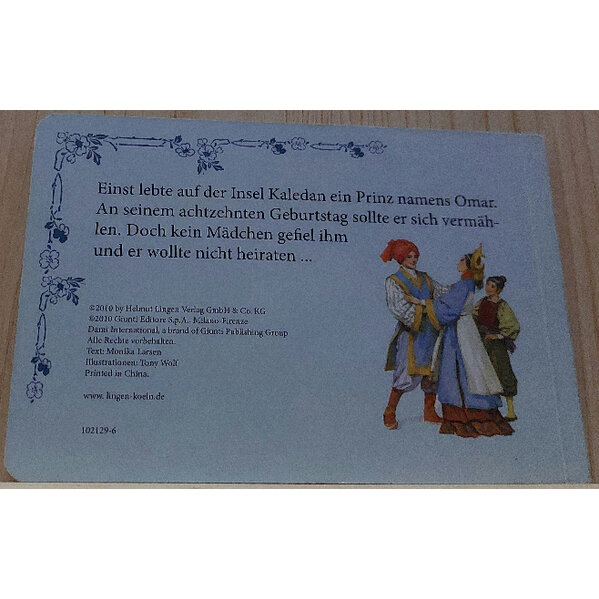 Einst lebte auf der Insel Kaledan ein Prinz namens Omar.
An seinem achtzehnten Geburtstag sollte er sich vermäh-
len. Doch kein Mädchen gefiel ihm
und er wollte nicht heiraten ...
©2010 by Helmut Lingen Verlag GmbH & Co. KG
©2010 Giunti Editore S.p.A. Milano-Firenze
Dami International, a brand of Giunti Publishing Group
Alle Rechte vorbehalten.
Text: Monika Larsen
Illustrationen: Tony Wolf
Printed in China.
www.lingen-koeln.de
102129-6